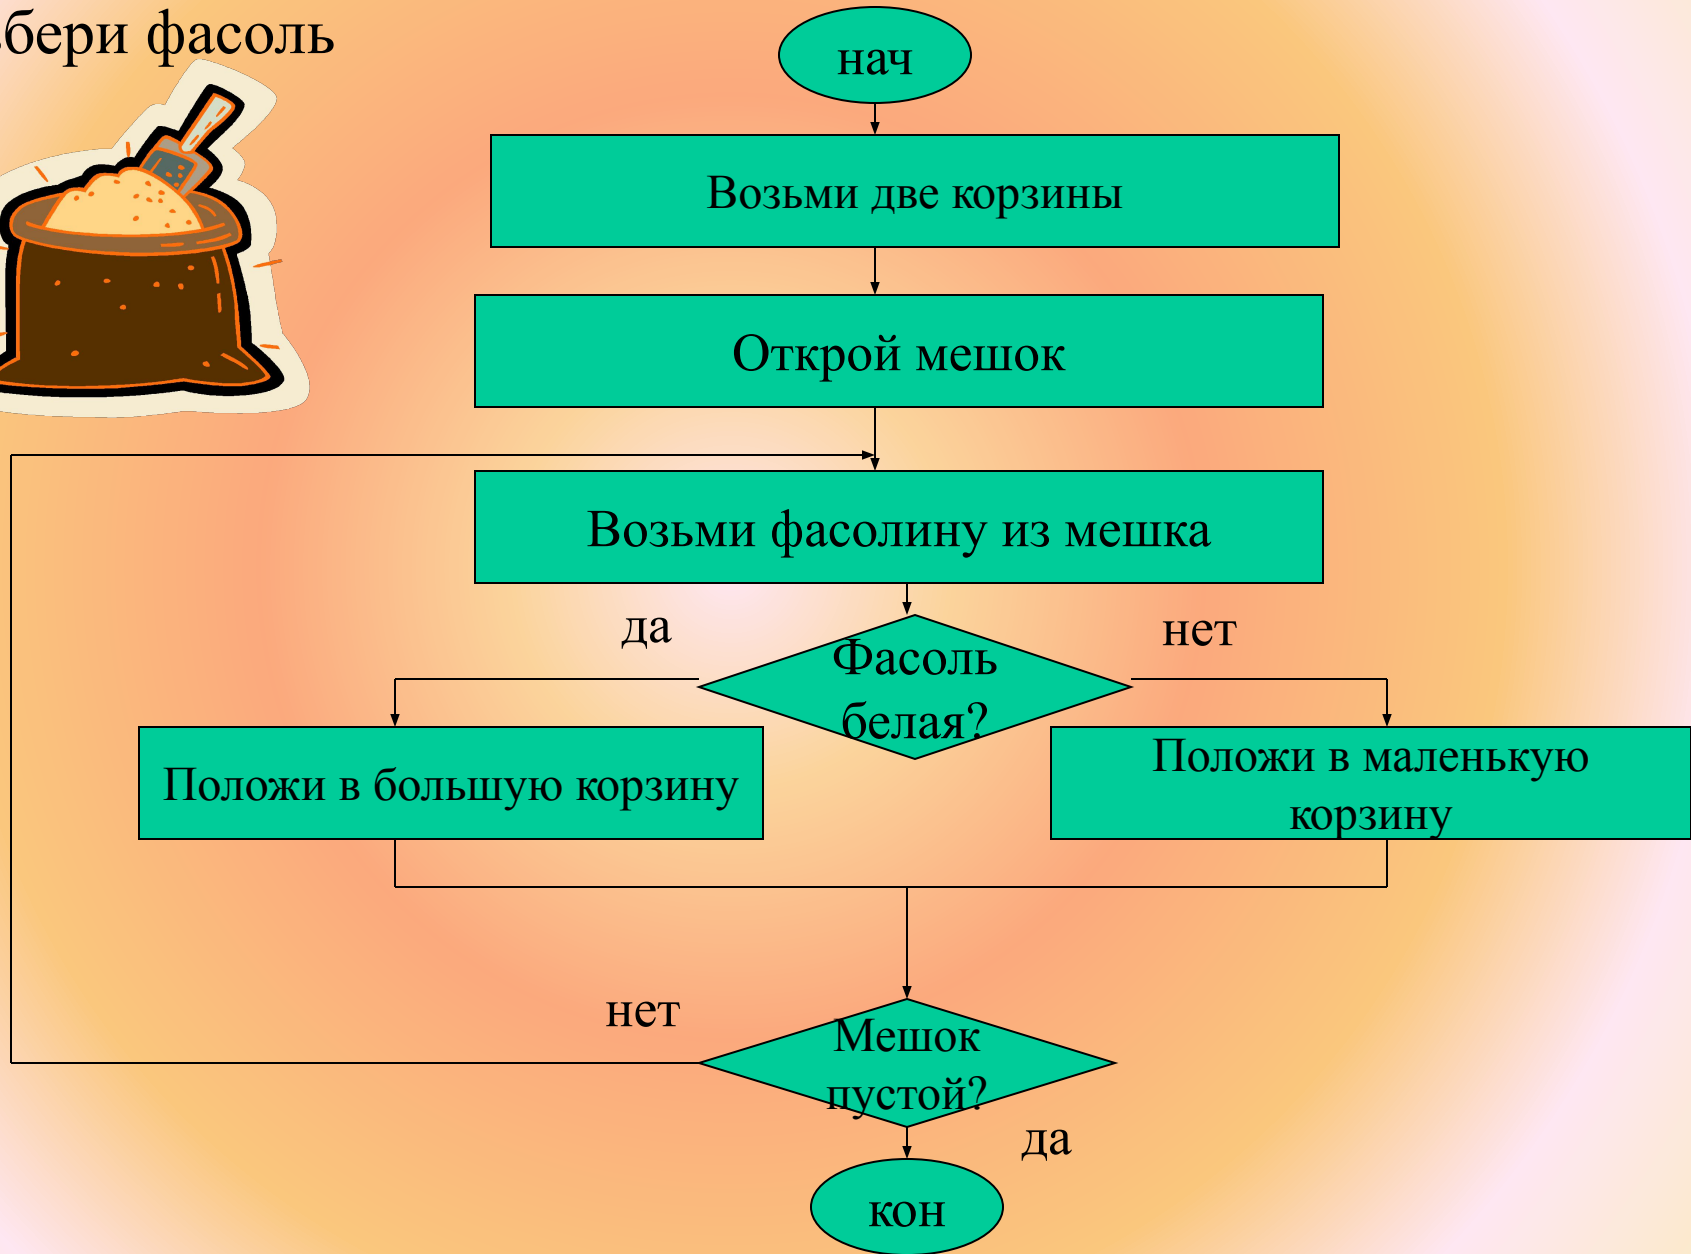 бери фасоль
нач
Возьми две корзины
Открой мешок
Возьми фасолину из мешка
да
нет
Фасоль
белая?
Положи в большую корзину
Положи в маленькую
корзину
нет
Мешок
пустой?
да
кон